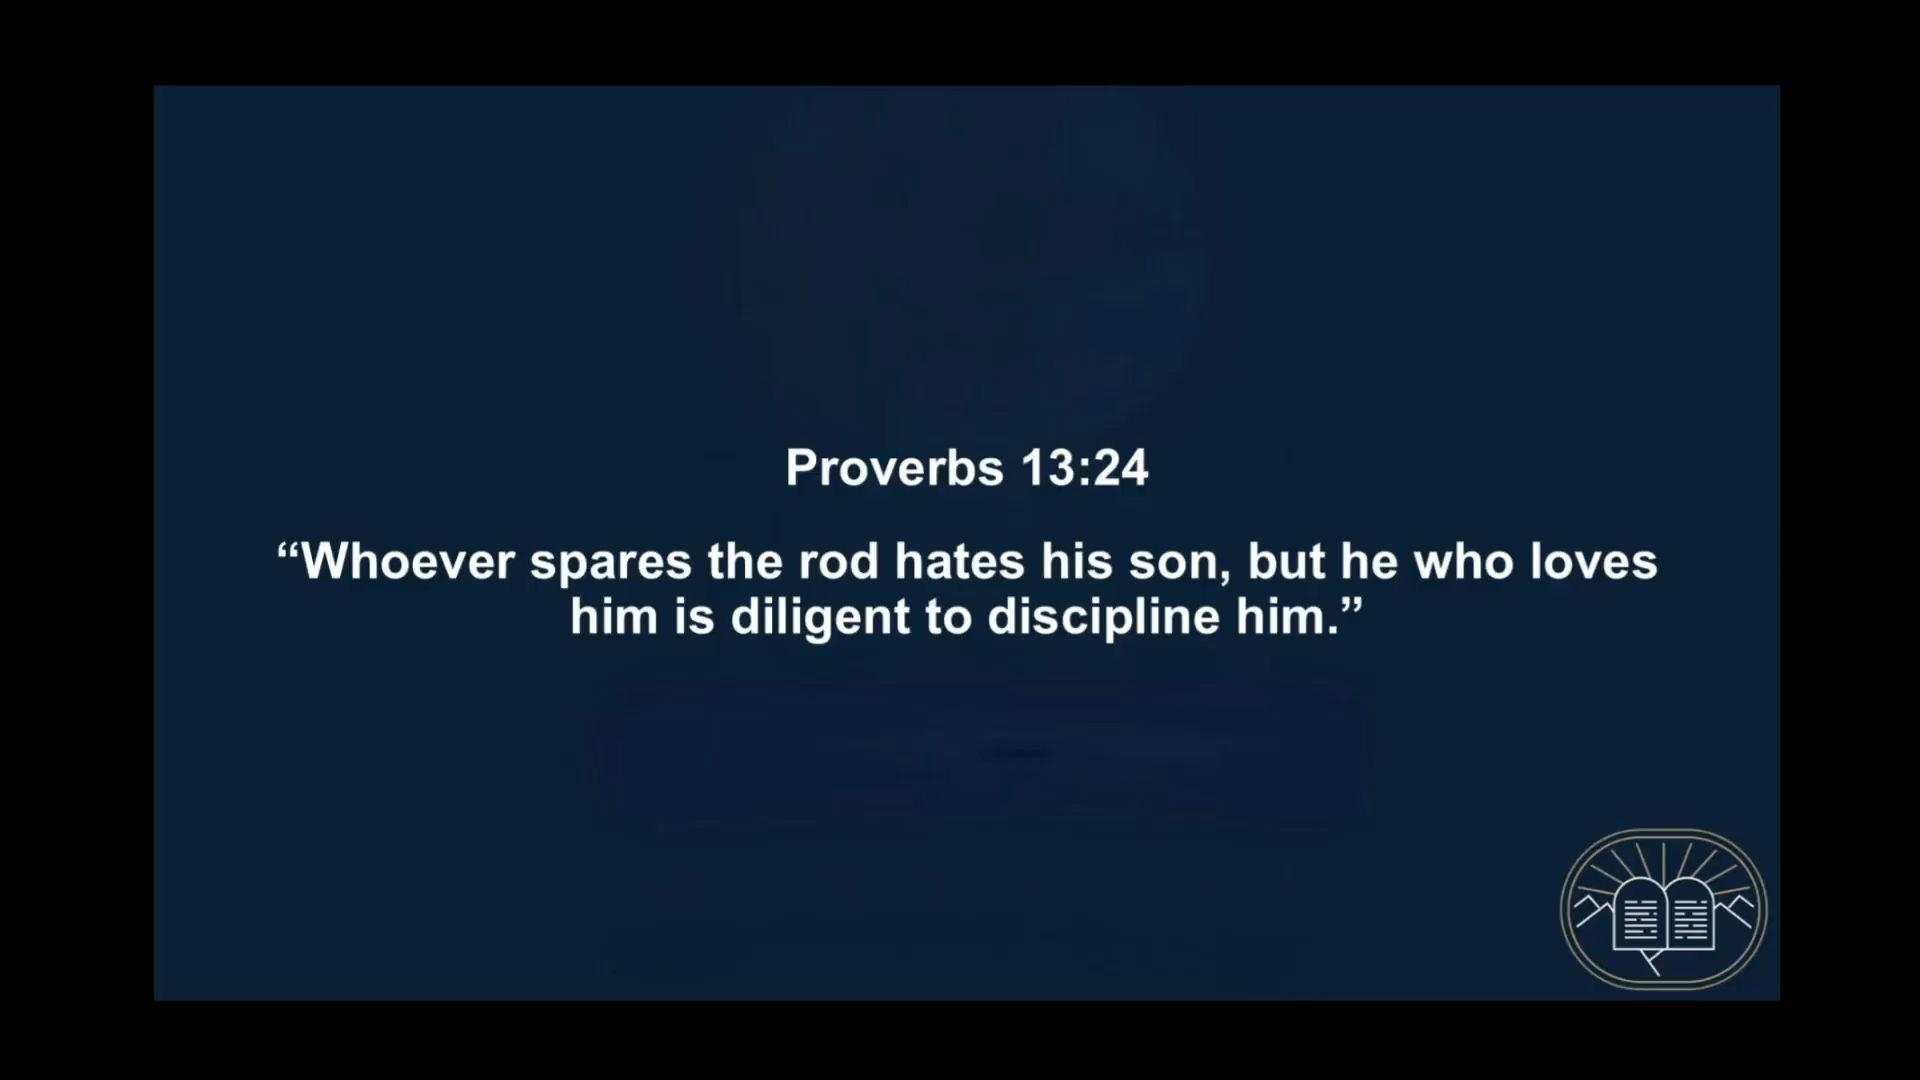 Proverbs 13:24
“Whoever spares the rod hates his son, but he who loves
him is diligent to discipline him.”